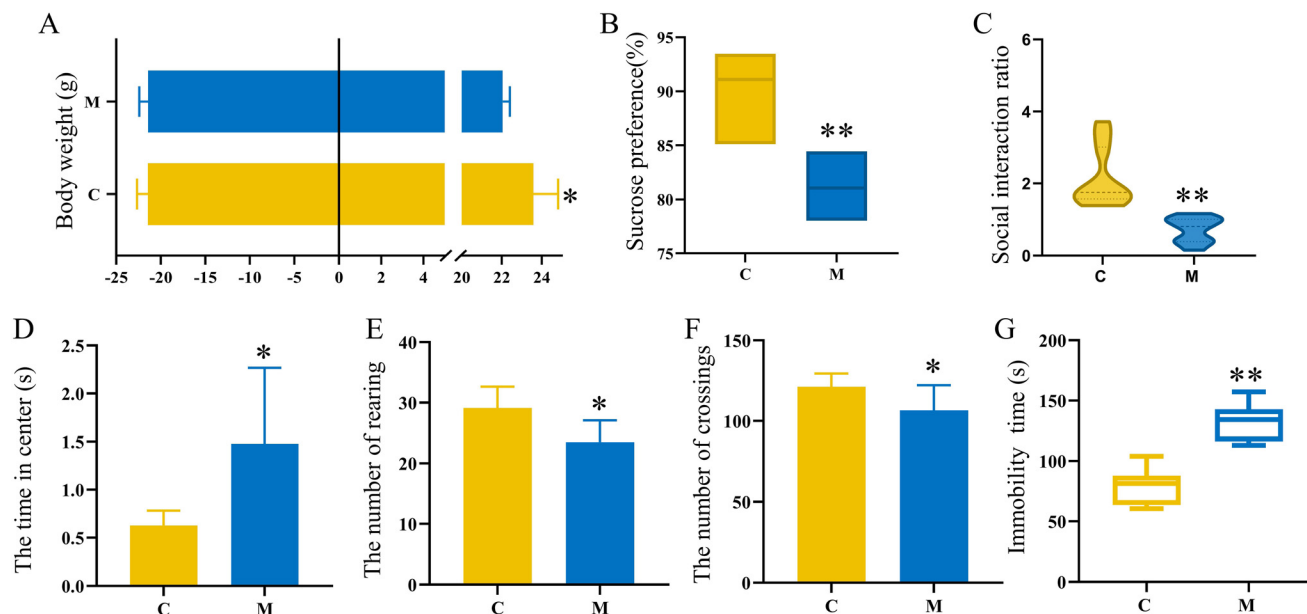 A
Body weight (g)
M
C
*
-25 -20 -15 -10 -5 0 4 20 24
B
Sucrose preference(%)
95
90
85
80
75
**
C M
C
Social interaction ratio
6
4
2
0
**
C M
D
The time in center (s)
2.5
2.0
1.5
1.0
0.5
0.0
*
C M
E
The number of rearing
40
30
20
10
0
*
C M
F
The number of crossings
150
100
50
0
*
C M
G
Immobility time (s)
200
150
100
50
0
**
C M